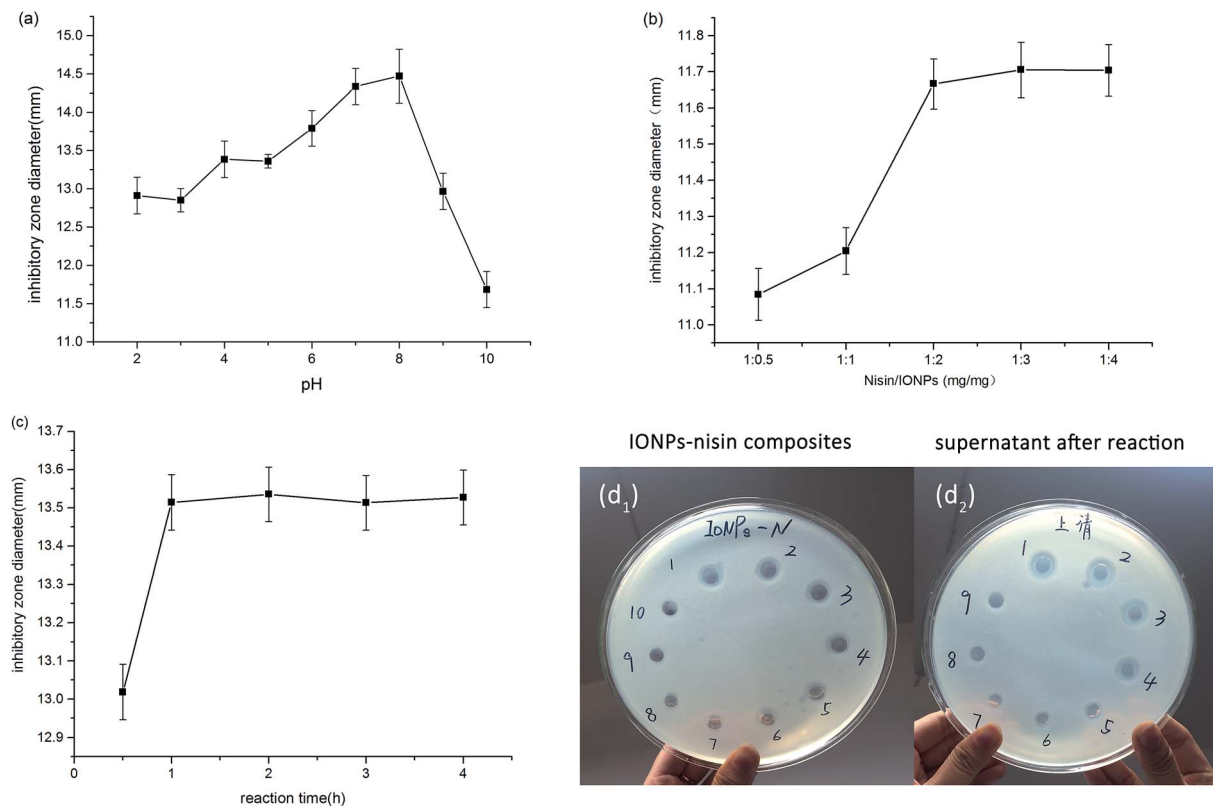 (a)
15.0
14.5
14.0
13.5
13.0
12.5
12.0
11.5
11.0
inhibitory zone diameter(mm)
2 4 6 8 10
pH
(b)
11.8
11.7
11.6
11.5
11.4
11.3
11.2
11.1
11.0
inhibitory zone diameter（mm)
1:0.5 1:1 1:2 1:3 1:4
Nisin/IONPs (mg/mg）
(c)
13.7
13.6
13.5
13.4
13.3
13.2
13.1
13.0
12.9
inhibitory zone diameter(mm)
0 1 2 3 4
reaction time(h)
IONPs-nisin composites
(d1)
IONPs-N
1
2
3
4
5
6
7
8
9
10
supernatant after reaction
(d2)
上清
1
2
3
4
5
6
7
8
9